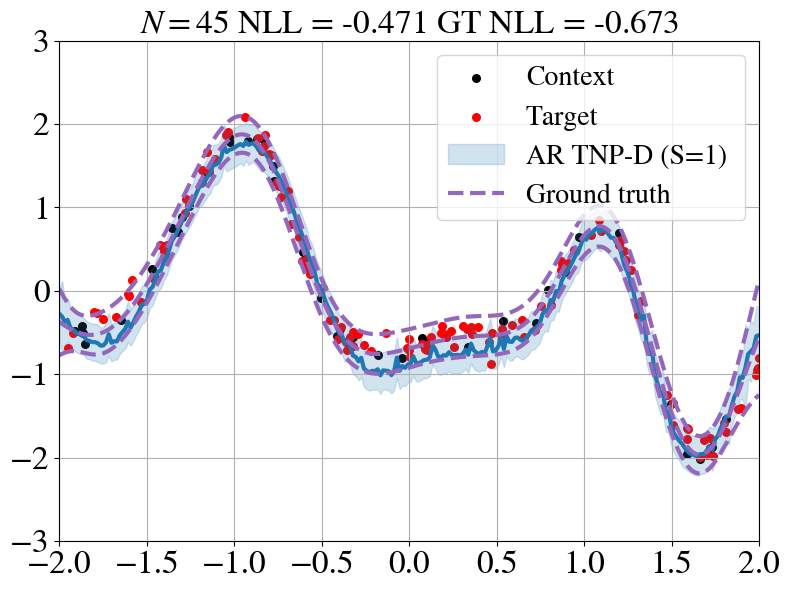 N = 45 NLL = -0.471 GT NLL = -0.673
3
2
1
0
−1
−2
−3
Context
Target
AR TNP-D (S=1)
Ground truth
−2.0 −1.5 −1.0 −0.5 0.0 0.5 1.0 1.5 2.0